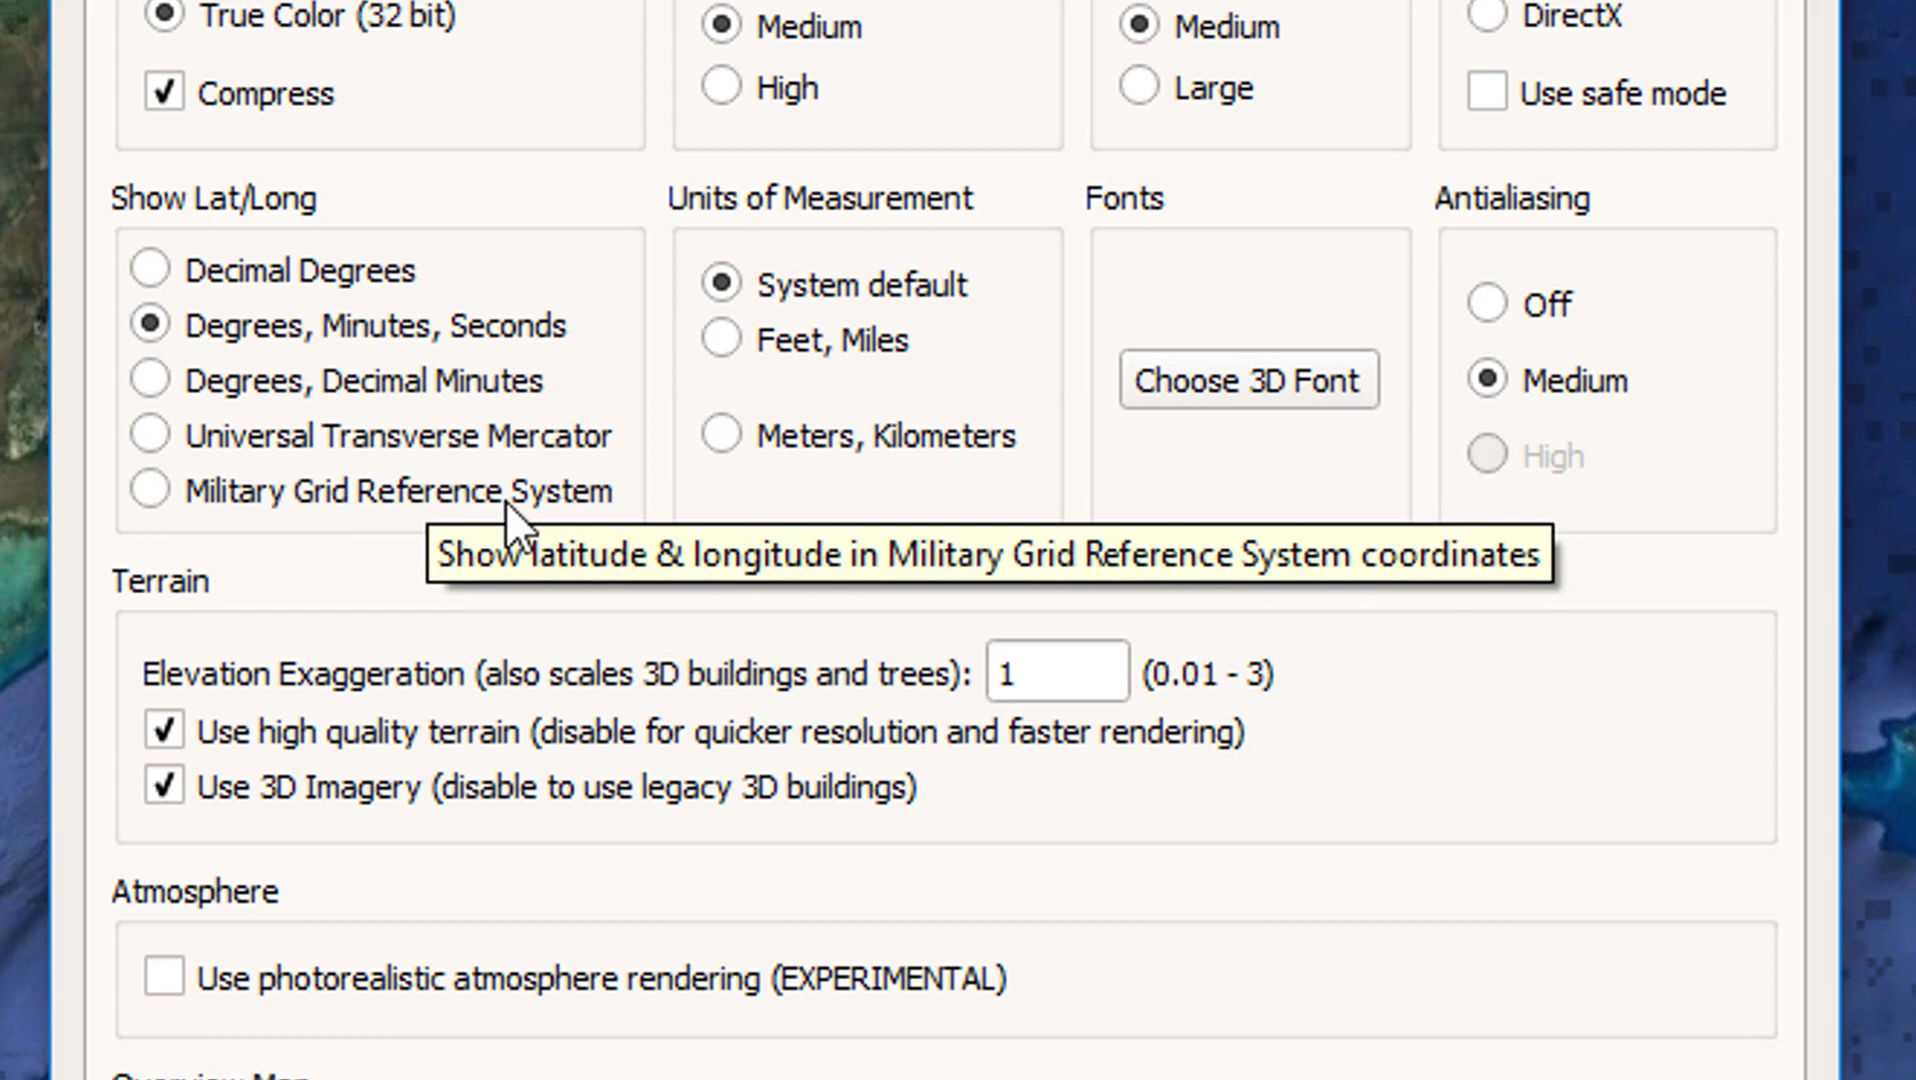 True Color (32 bit)
Compress
Medium
High
Medium
Large
DirectX
Use safe mode
Show Lat/Long
Decimal Degrees
Degrees, Minutes, Seconds
Degrees, Decimal Minutes
Universal Transverse Mercator
Military Grid Reference System
Units of Measurement
System default
Feet, Miles
Meters, Kilometers
Fonts
Choose 3D Font
Antialiasing
Off
Medium
High
Show latitude & longitude in Military Grid Reference System coordinates
Terrain
Elevation Exaggeration (also scales 3D buildings and trees): 1 (0.01 - 3)
Use high quality terrain (disable for quicker resolution and faster rendering)
Use 3D Imagery (disable to use legacy 3D buildings)
Atmosphere
Use photorealistic atmosphere rendering (EXPERIMENTAL)
Overview Map